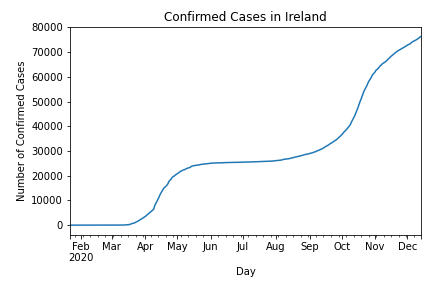 Confirmed Cases in Ireland
Number of Confirmed Cases
80000
70000
60000
50000
40000
30000
20000
10000
0
Feb Mar Apr May Jun Jul Aug Sep Oct Nov Dec
2020
Day